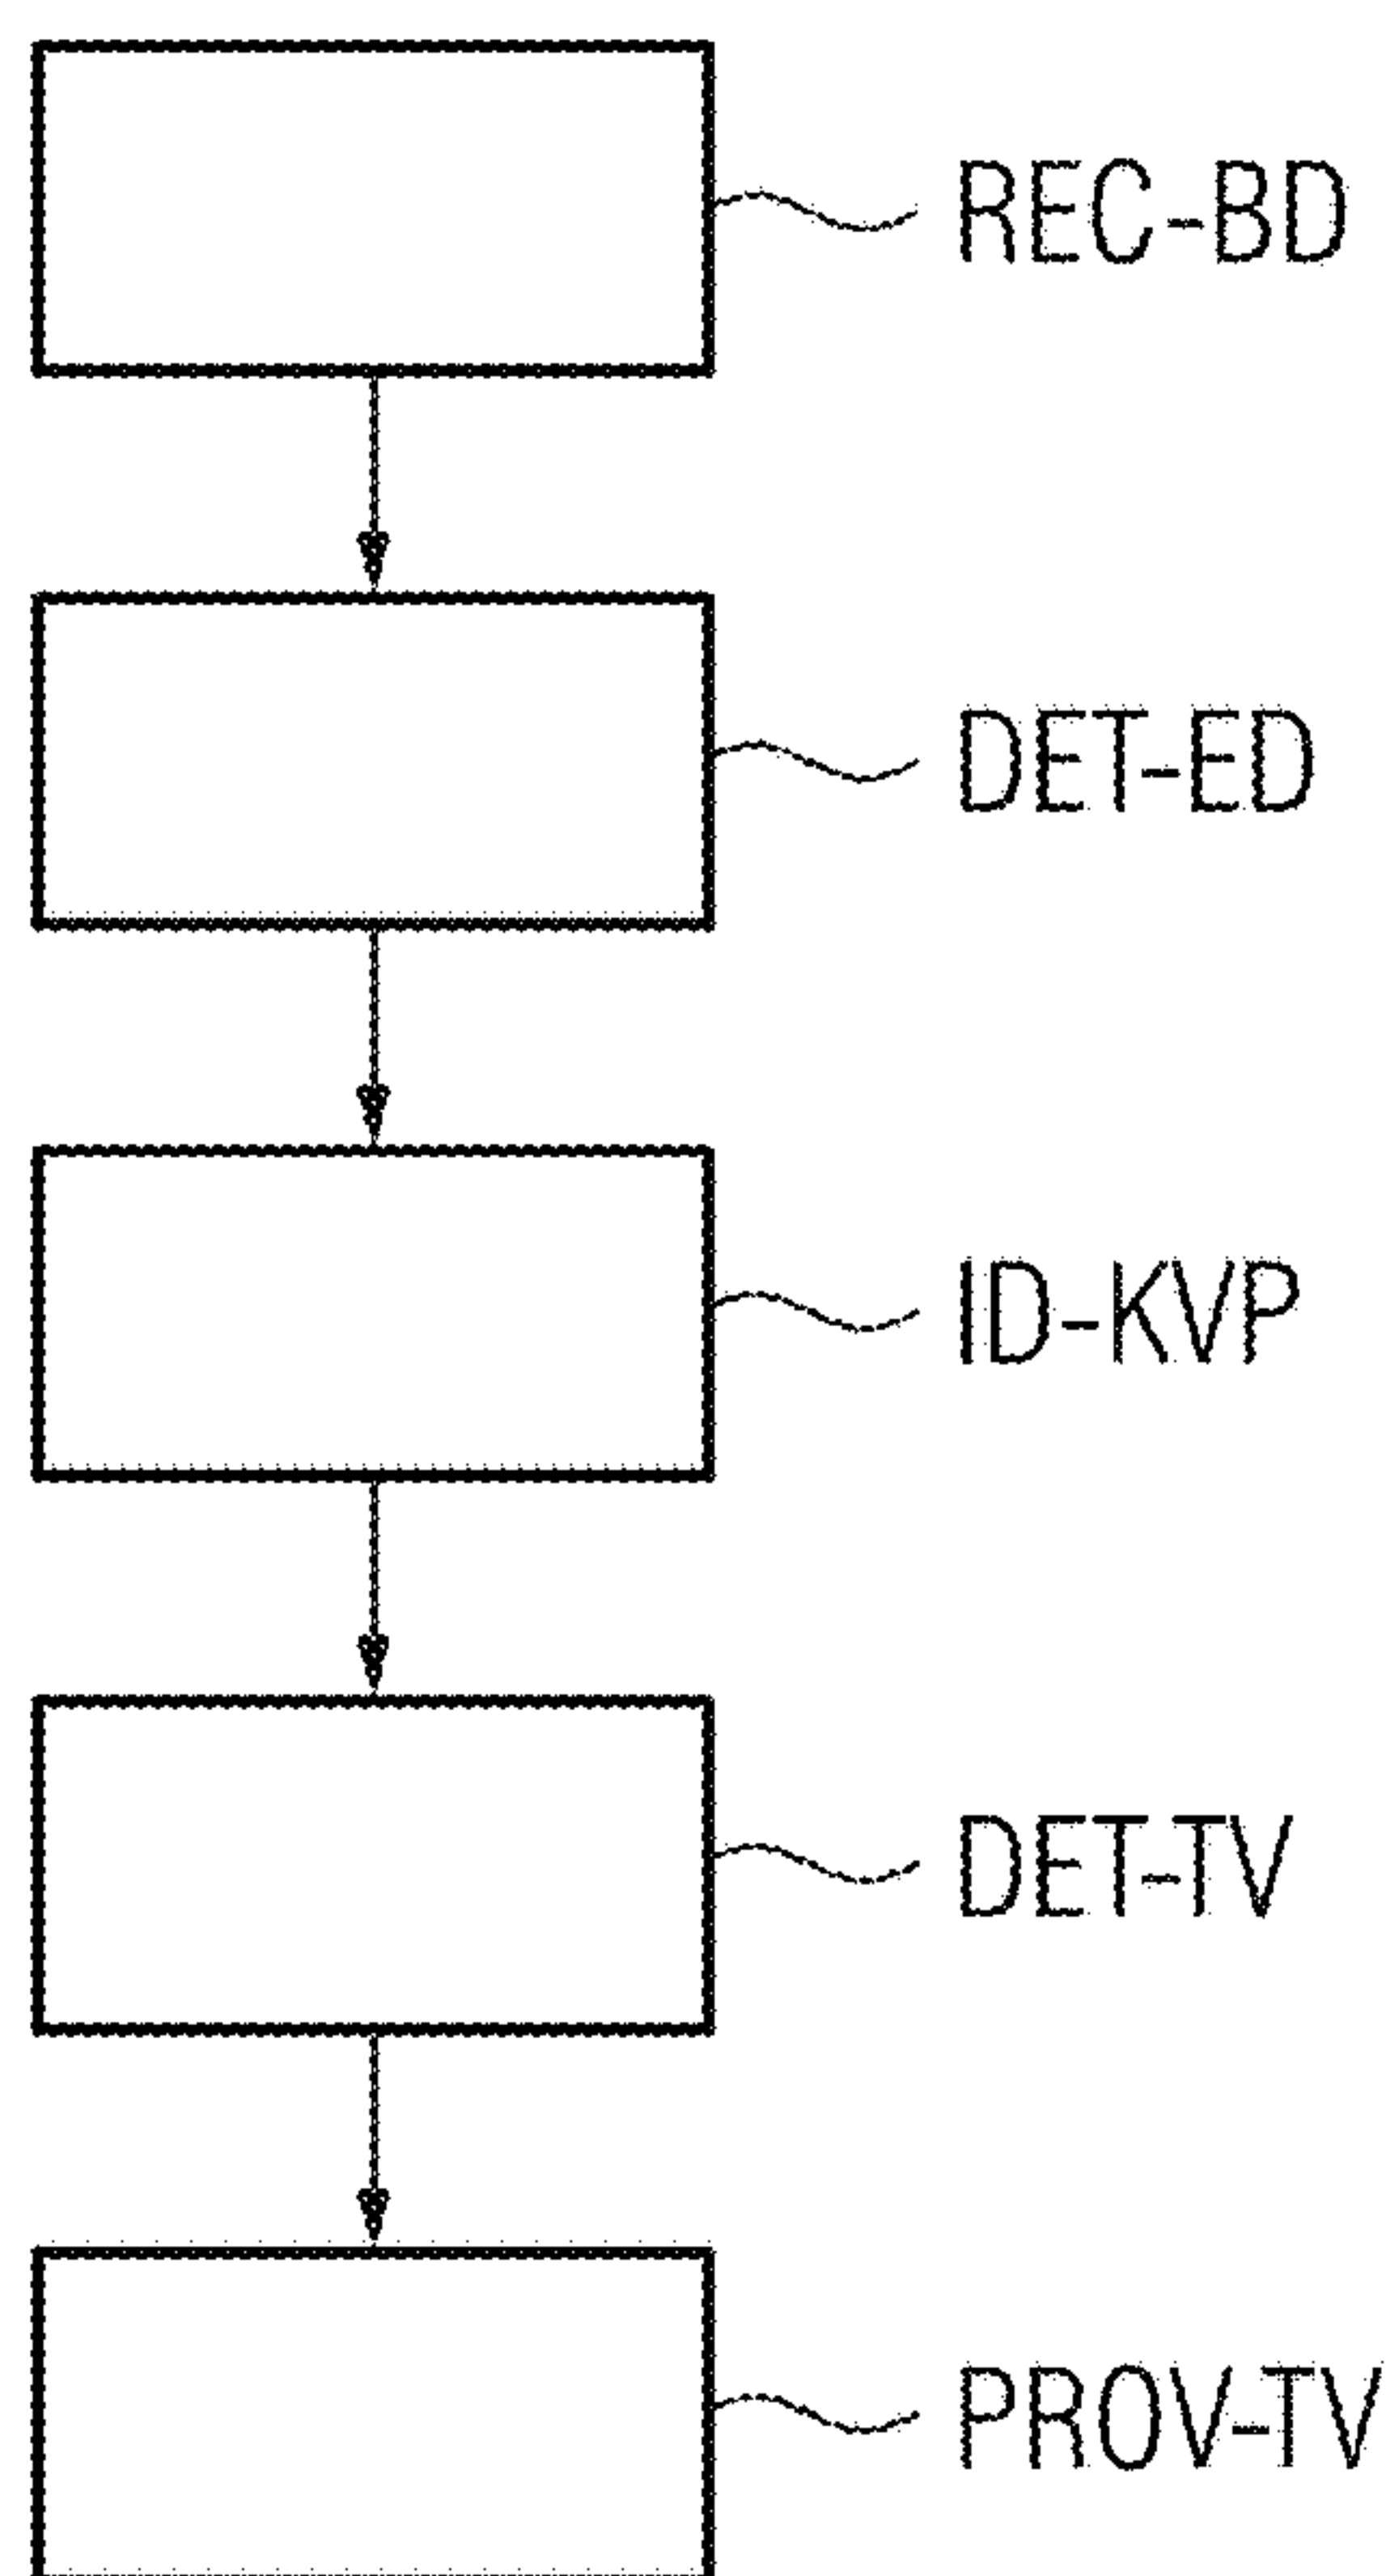 REC-BD
DET-ED
ID-KVP
DET-TV
PROV-TV